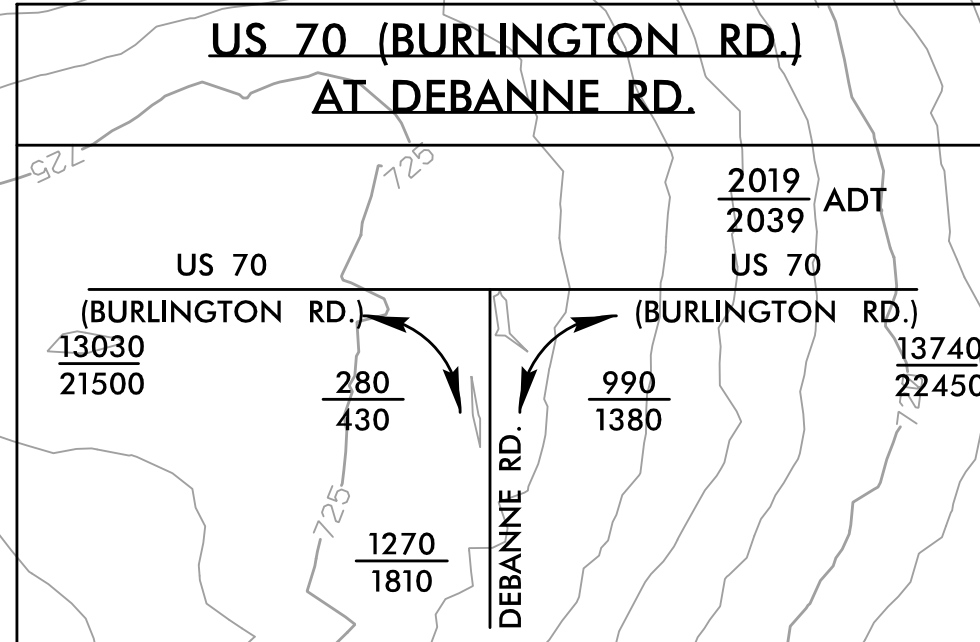 US 70 (BURLINGTON RD.)
AT DEBANNE RD.
725
725
2019
2039
ADT
US 70
US 70
(BURLINGTON RD.)
(BURLINGTON RD.)
13030
21500
13740
22450
280
430
990
1380
720
DEBANNE RD.
725
1270
1810